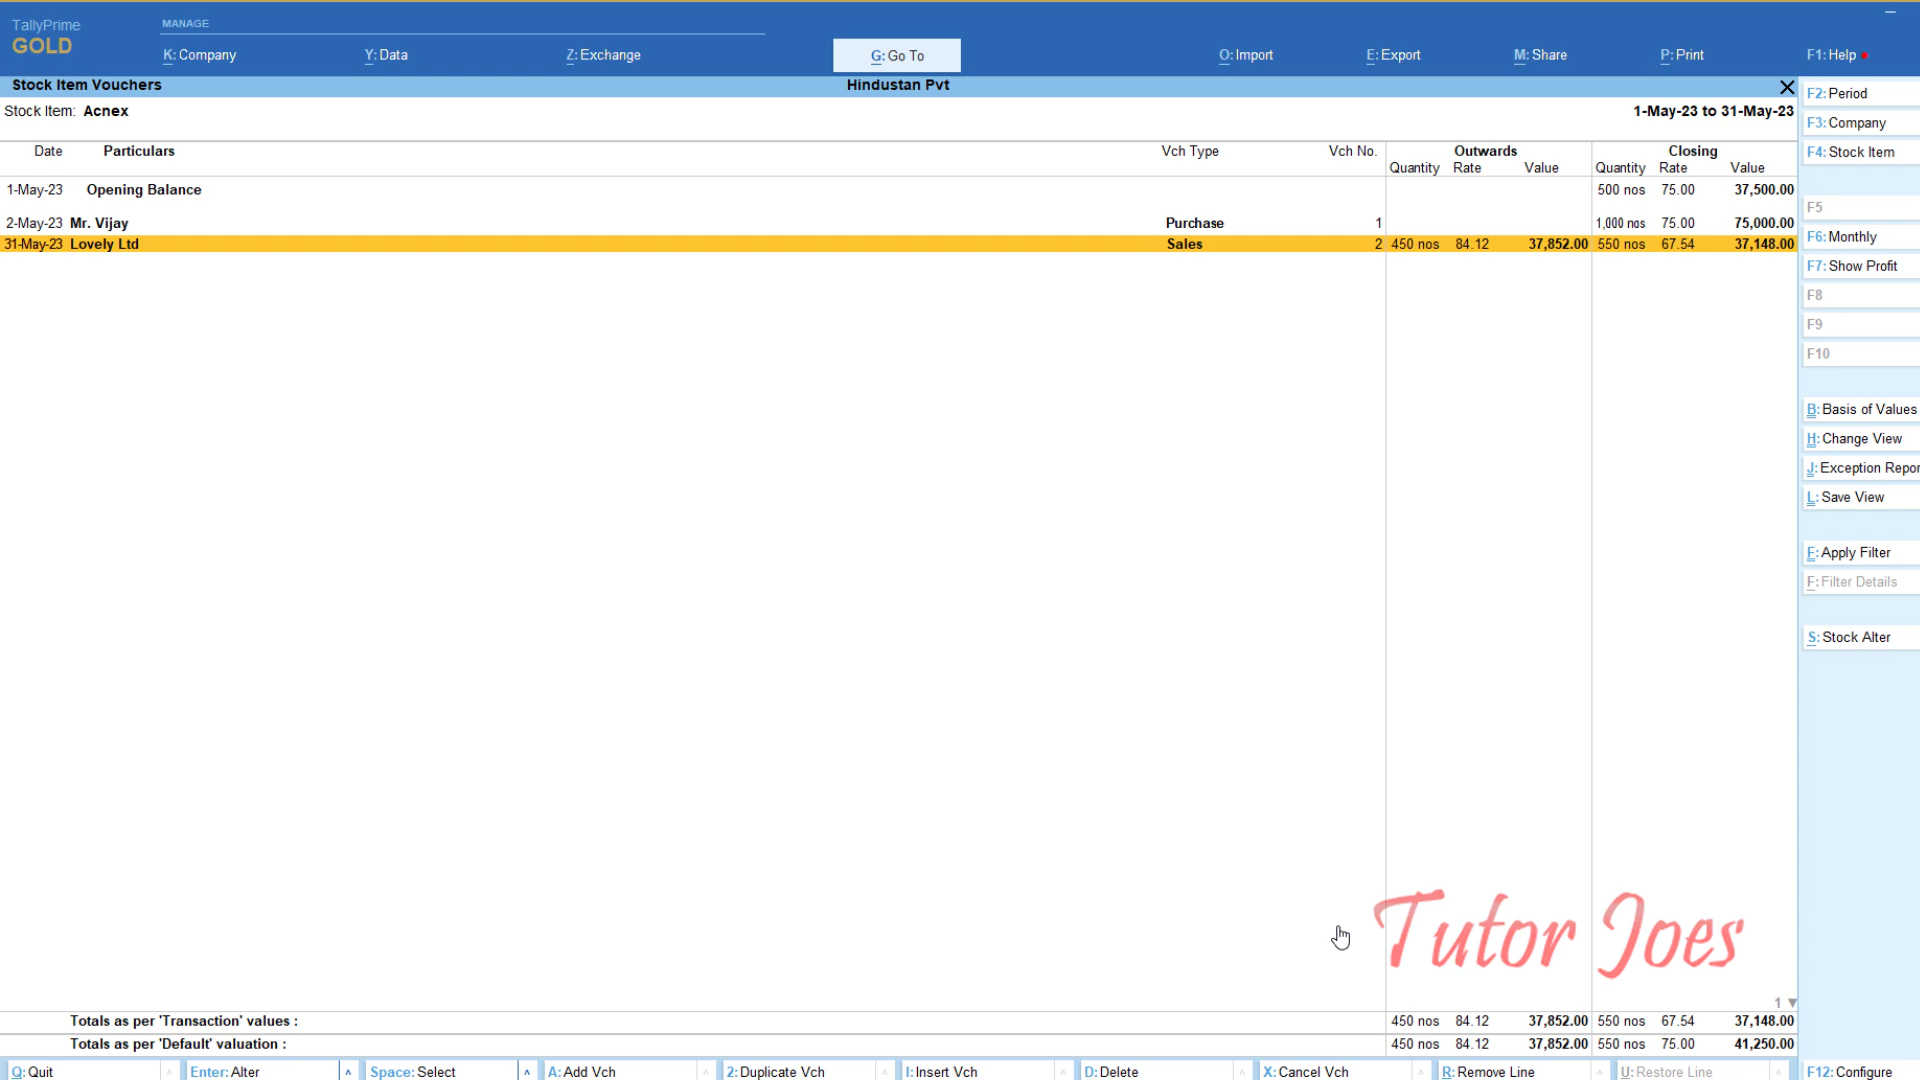 TallyPrime
GOLD
MANAGE
K: Company
Y: Data
Z: Exchange
G: Go To
O: Import
E: Export
M: Share
P: Print
F1: Help
Stock Item Vouchers
Hindustan Pvt
Stock Item: Acnex
1-May-23 to 31-May-23
Date Particulars Vch Type Vch No. Outwards Closing
Quantity Rate Value Quantity Rate Value
1-May-23 Opening Balance 500 nos 75.00 37,500.00
2-May-23 Mr. Vijay Purchase 1 1,000 nos 75.00 75,000.00
31-May-23 Lovely Ltd Sales 2 450 nos 84.12 37,852.00 550 nos 67.54 37,148.00
Tutor Joes
1
Totals as per 'Transaction' values : 450 nos 84.12 37,852.00 550 nos 67.54 37,148.00
Totals as per 'Default' valuation : 450 nos 84.12 37,852.00 550 nos 75.00 41,250.00
F2: Period
F3: Company
F4: Stock Item
F5
F6: Monthly
F7: Show Profit
F8
F9
F10
B: Basis of Values
H: Change View
J: Exception Repor
L: Save View
F: Apply Filter
F: Filter Details
S: Stock Alter
Q: Quit
Enter: Alter
Space: Select
A: Add Vch
2: Duplicate Vch
I: Insert Vch
D: Delete
X: Cancel Vch
R: Remove Line
U: Restore Line
F12: Configure